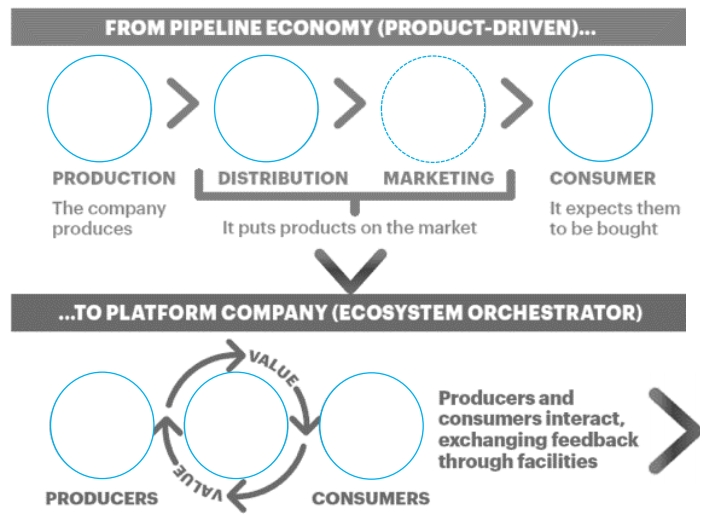 FROM PIPELINE ECONOMY (PRODUCT-DRIVEN)...
PRODUCTION
DISTRIBUTION
MARKETING
CONSUMER
The company
produces
It puts products on the market
It expects them
to be bought
...TO PLATFORM COMPANY (ECOSYSTEM ORCHESTRATOR)
VALUE
VALUE
PRODUCERS
CONSUMERS
Producers and
consumers interact,
exchanging feedback
through facilities